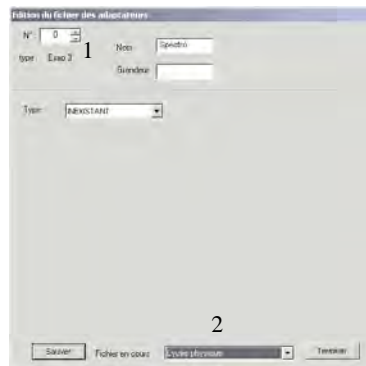 Edition du fichier des adaptateurs
N° 0 1
Nom Spectro
type Exao 2
Grandeur
Type INEXISTANT
2
Sauver Fichier en cours Lycée physique Terminer